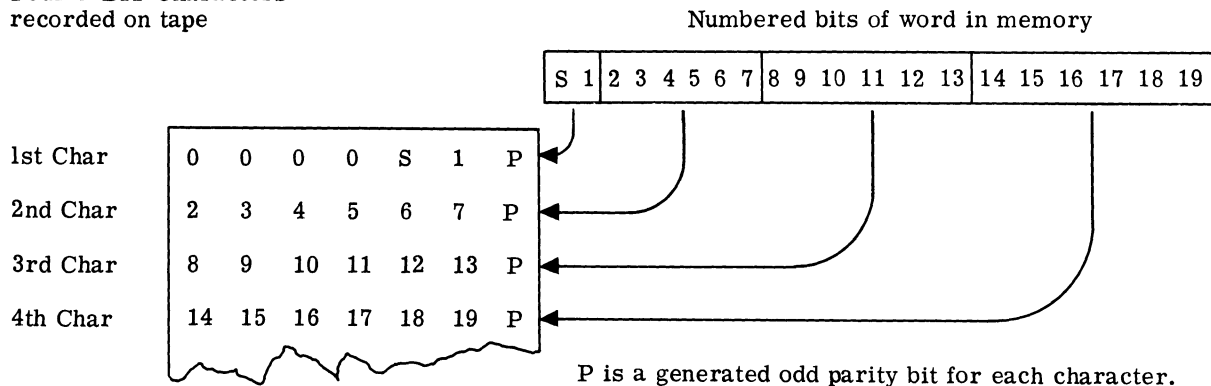 recorded on tape
Numbered bits of word in memory
S 1 2 3 4 5 6 7 8 9 10 11 12 13 14 15 16 17 18 19
1st Char 0 0 0 0 S 1 P
2nd Char 2 3 4 5 6 7 P
3rd Char 8 9 10 11 12 13 P
4th Char 14 15 16 17 18 19 P
P is a generated odd parity bit for each character.